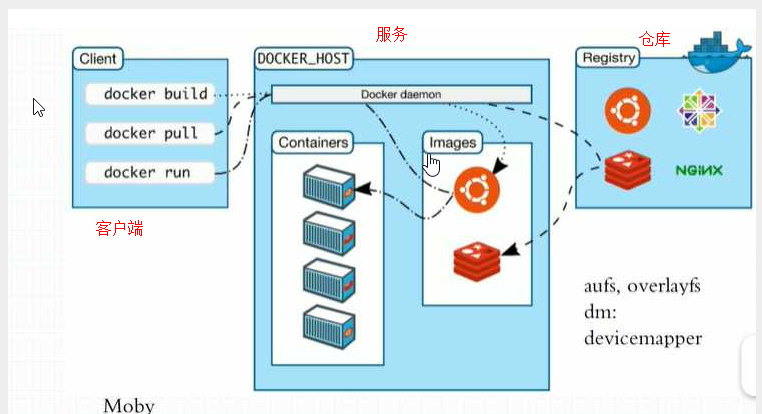 服务
仓库
Client
DOCKER_HOST
Registry
docker build
Docker daemon
docker pull
Containers
Images
docker run
NGiNX
客户端
aufs, overlayfs
dm:
devicemapper
Moby